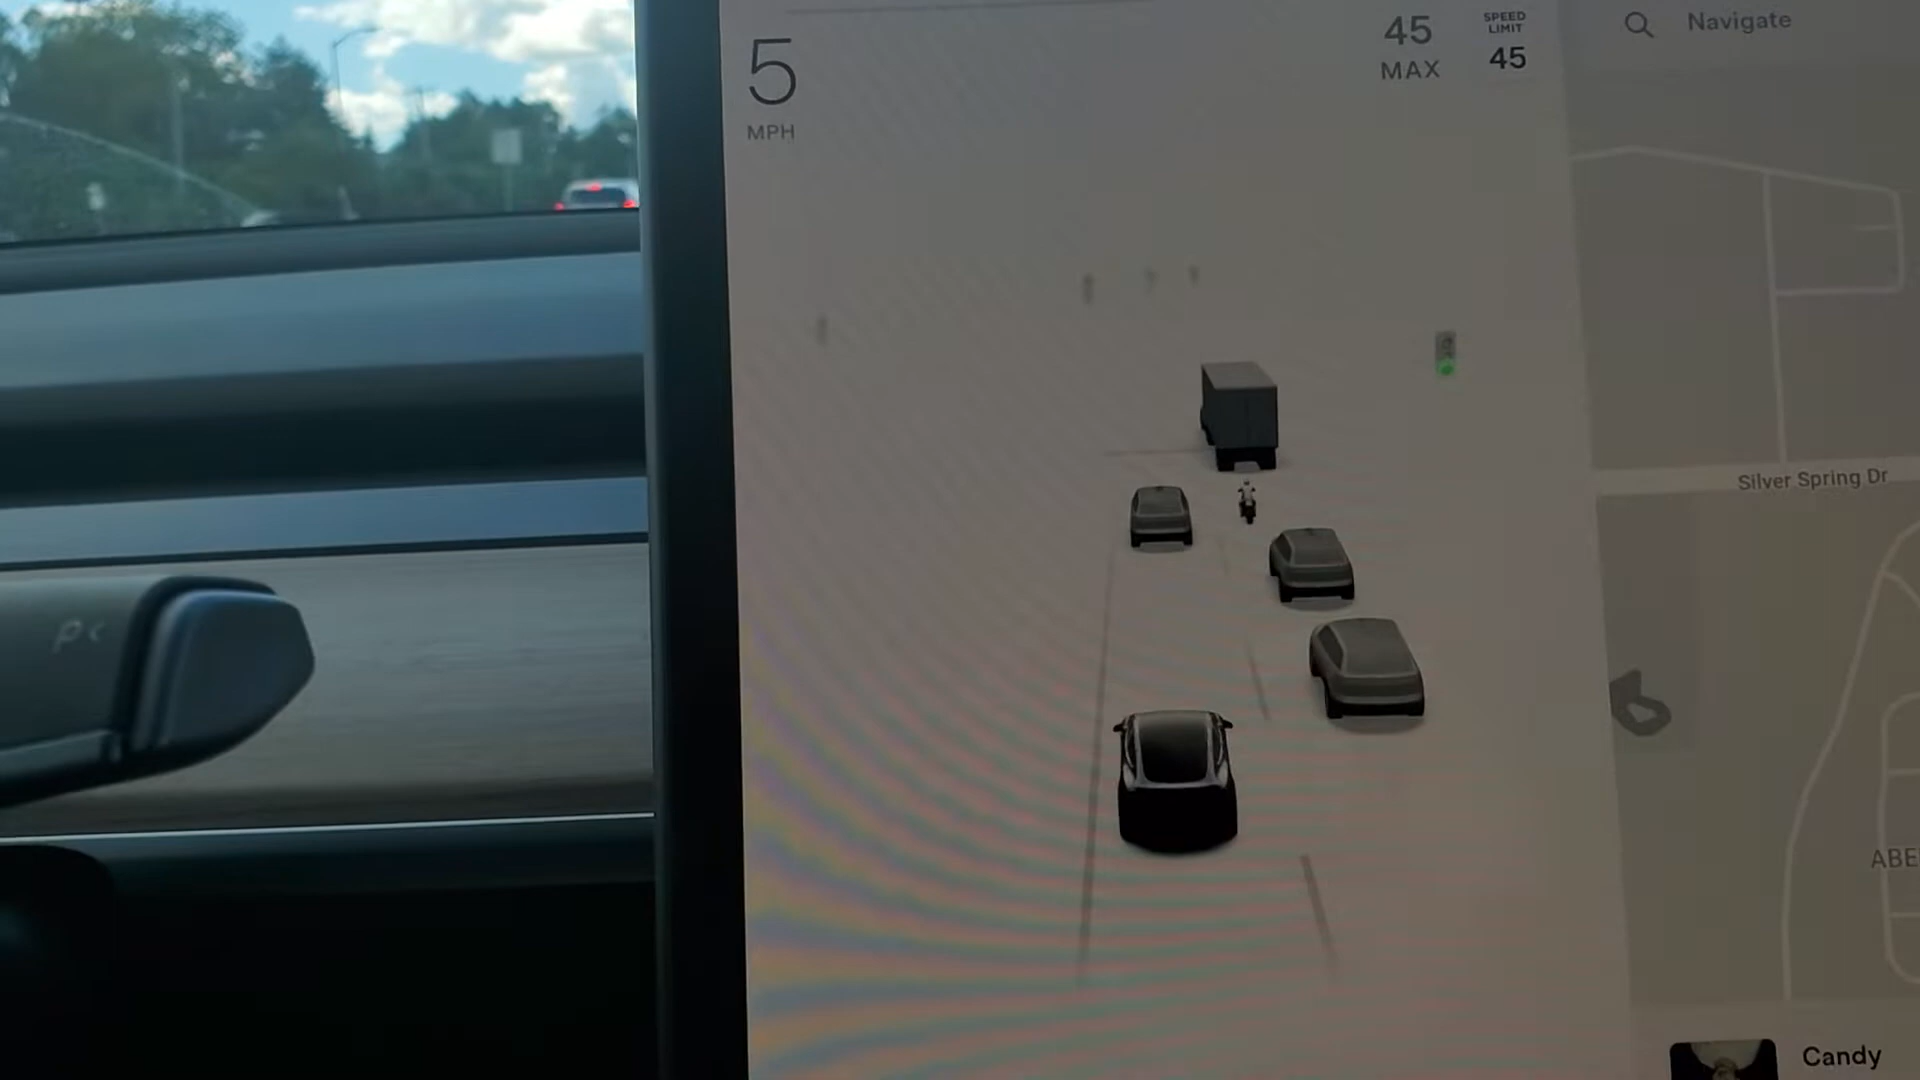 5
MPH
45
MAX
SPEED
LIMIT
45
Navigate
Silver Spring Dr
P<
ABE
Candy